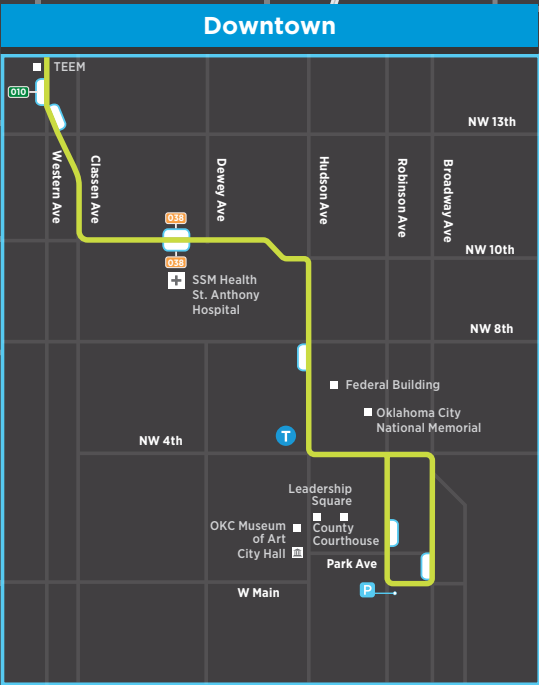 Downtown
TEEM
010
NW 13th
Western Ave
Classen Ave
Dewey Ave
Hudson Ave
Robinson Ave
Broadway Ave
038
NW 10th
038
SSM Health
St. Anthony
Hospital
NW 8th
Federal Building
Oklahoma City
National Memorial
T
NW 4th
Leadership
Square
OKC Museum
of Art
County
Courthouse
City Hall
Park Ave
W Main
P